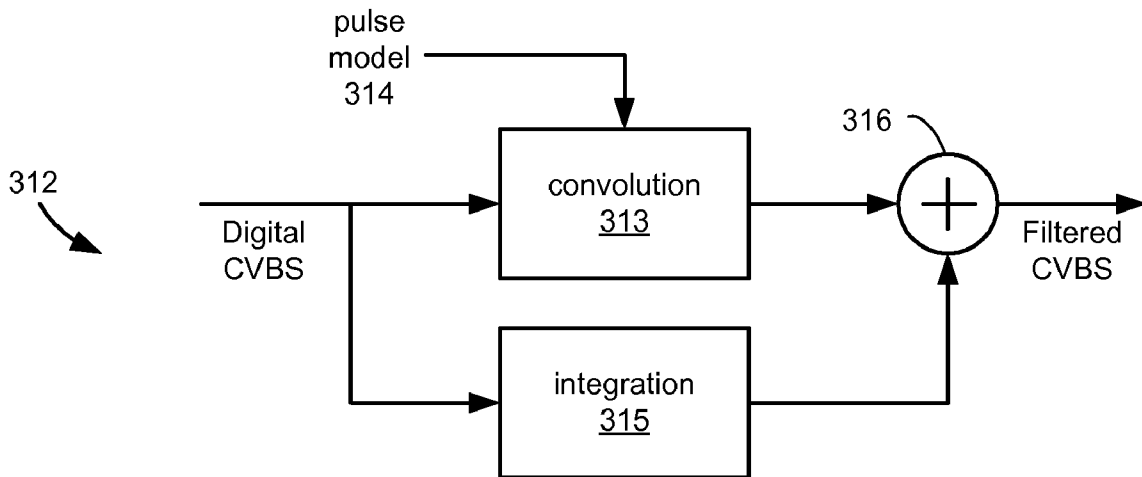 pulse
model
314
316
312
convolution
313
Digital
CVBS
Filtered
CVBS
integration
315